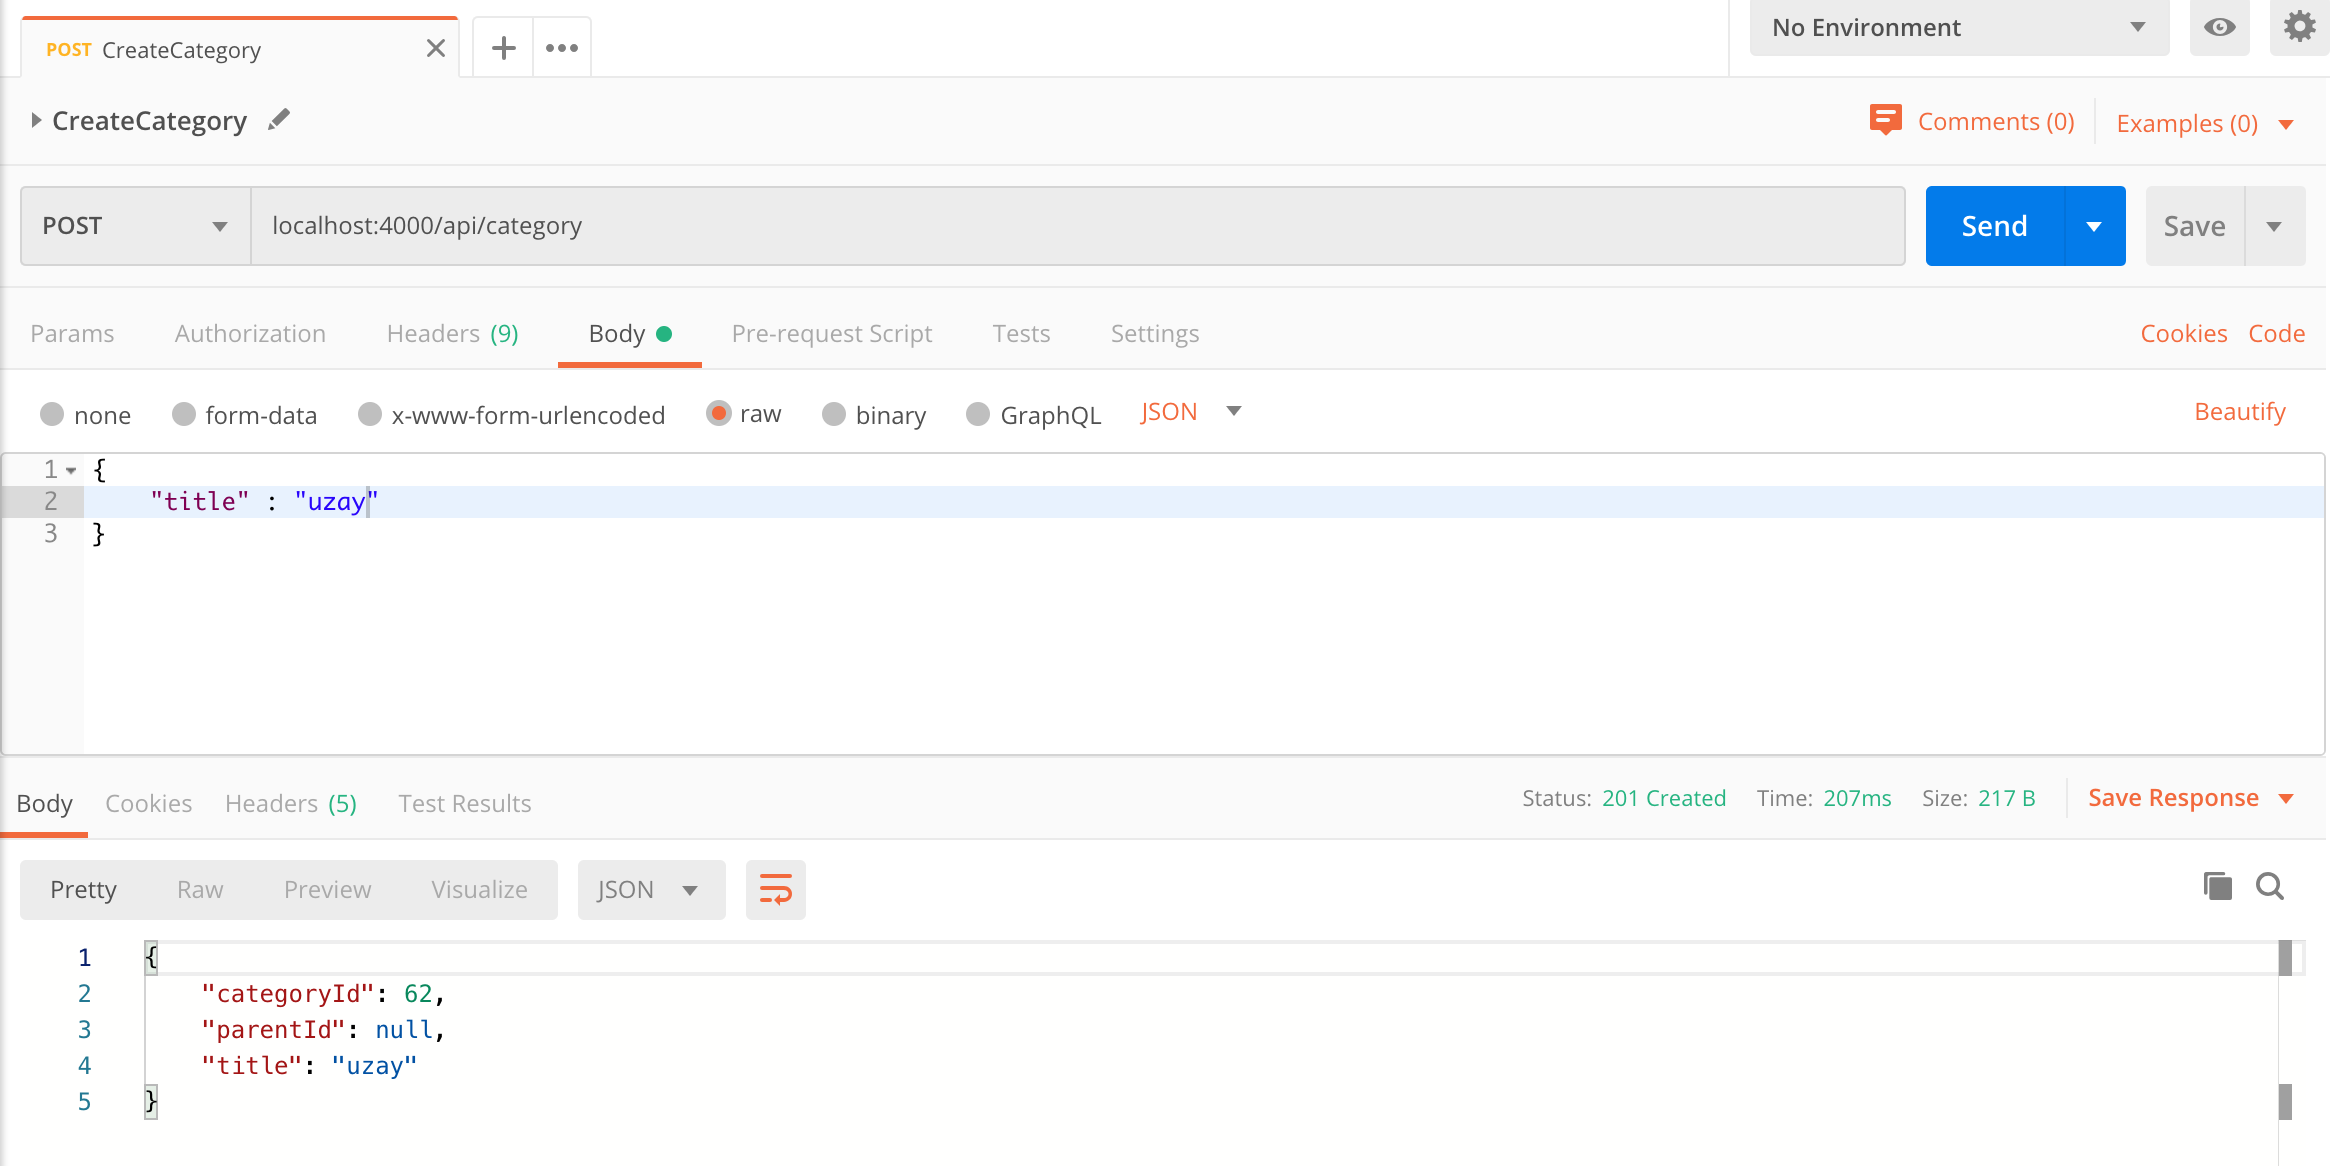 POST CreateCategory
No Environment
CreateCategory
Comments (0)
Examples (0)
POST
localhost:4000/api/category
Send
Save
Params
Authorization
Headers (9)
Body
Pre-request Script
Tests
Settings
Cookies
Code
none
form-data
x-www-form-urlencoded
raw
binary
GraphQL
JSON
Beautify
1 {
2 "title" : "uzay"
3 }
Body
Cookies
Headers (5)
Test Results
Status: 201 Created
Time: 207ms
Size: 217 B
Save Response
Pretty
Raw
Preview
Visualize
JSON
1 {
2 "categoryId": 62,
3 "parentId": null,
4 "title": "uzay"
5 }